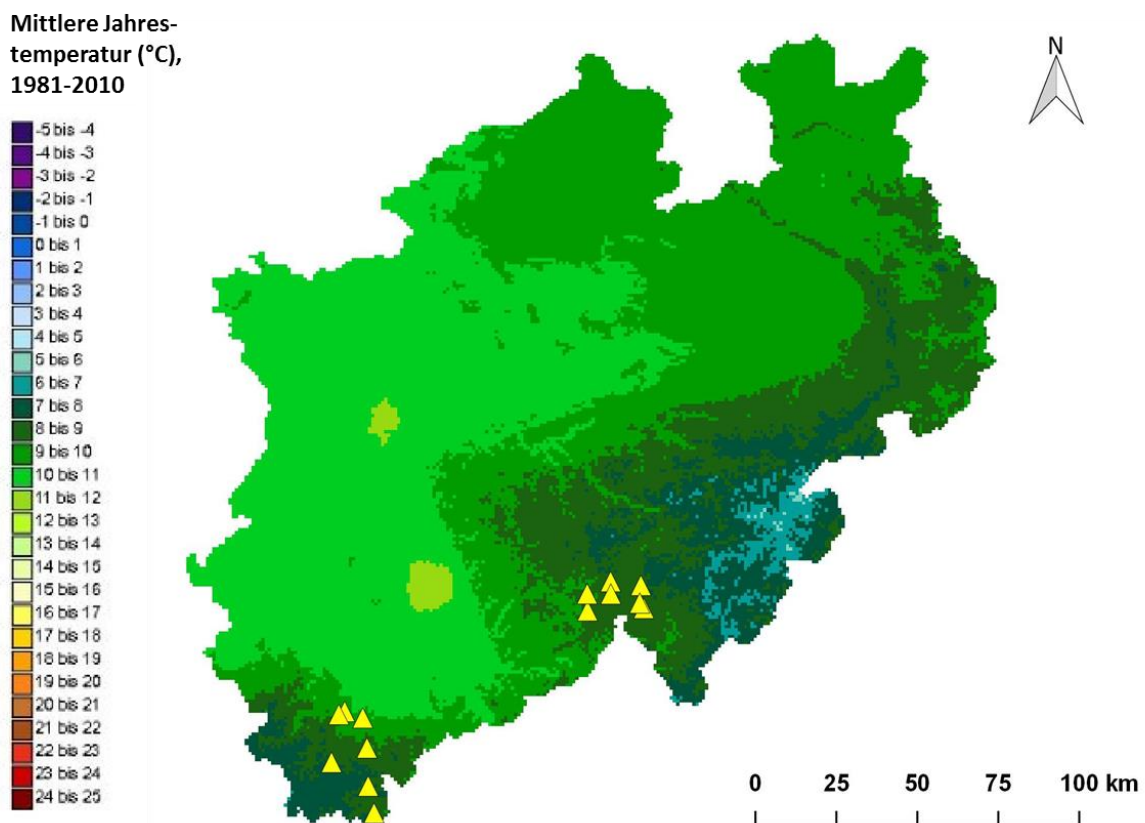 Mittlere Jahres-
temperatur (°C),
1981-2010
-5 bis -4
-4 bis -3
-3 bis -2
-2 bis -1
-1 bis 0
0 bis 1
1 bis 2
2 bis 3
3 bis 4
4 bis 5
5 bis 6
6 bis 7
7 bis 8
8 bis 9
9 bis 10
10 bis 11
11 bis 12
12 bis 13
13 bis 14
14 bis 15
15 bis 16
16 bis 17
17 bis 18
18 bis 19
19 bis 20
20 bis 21
21 bis 22
22 bis 23
23 bis 24
24 bis 25
N
0 25 50 75 100 km